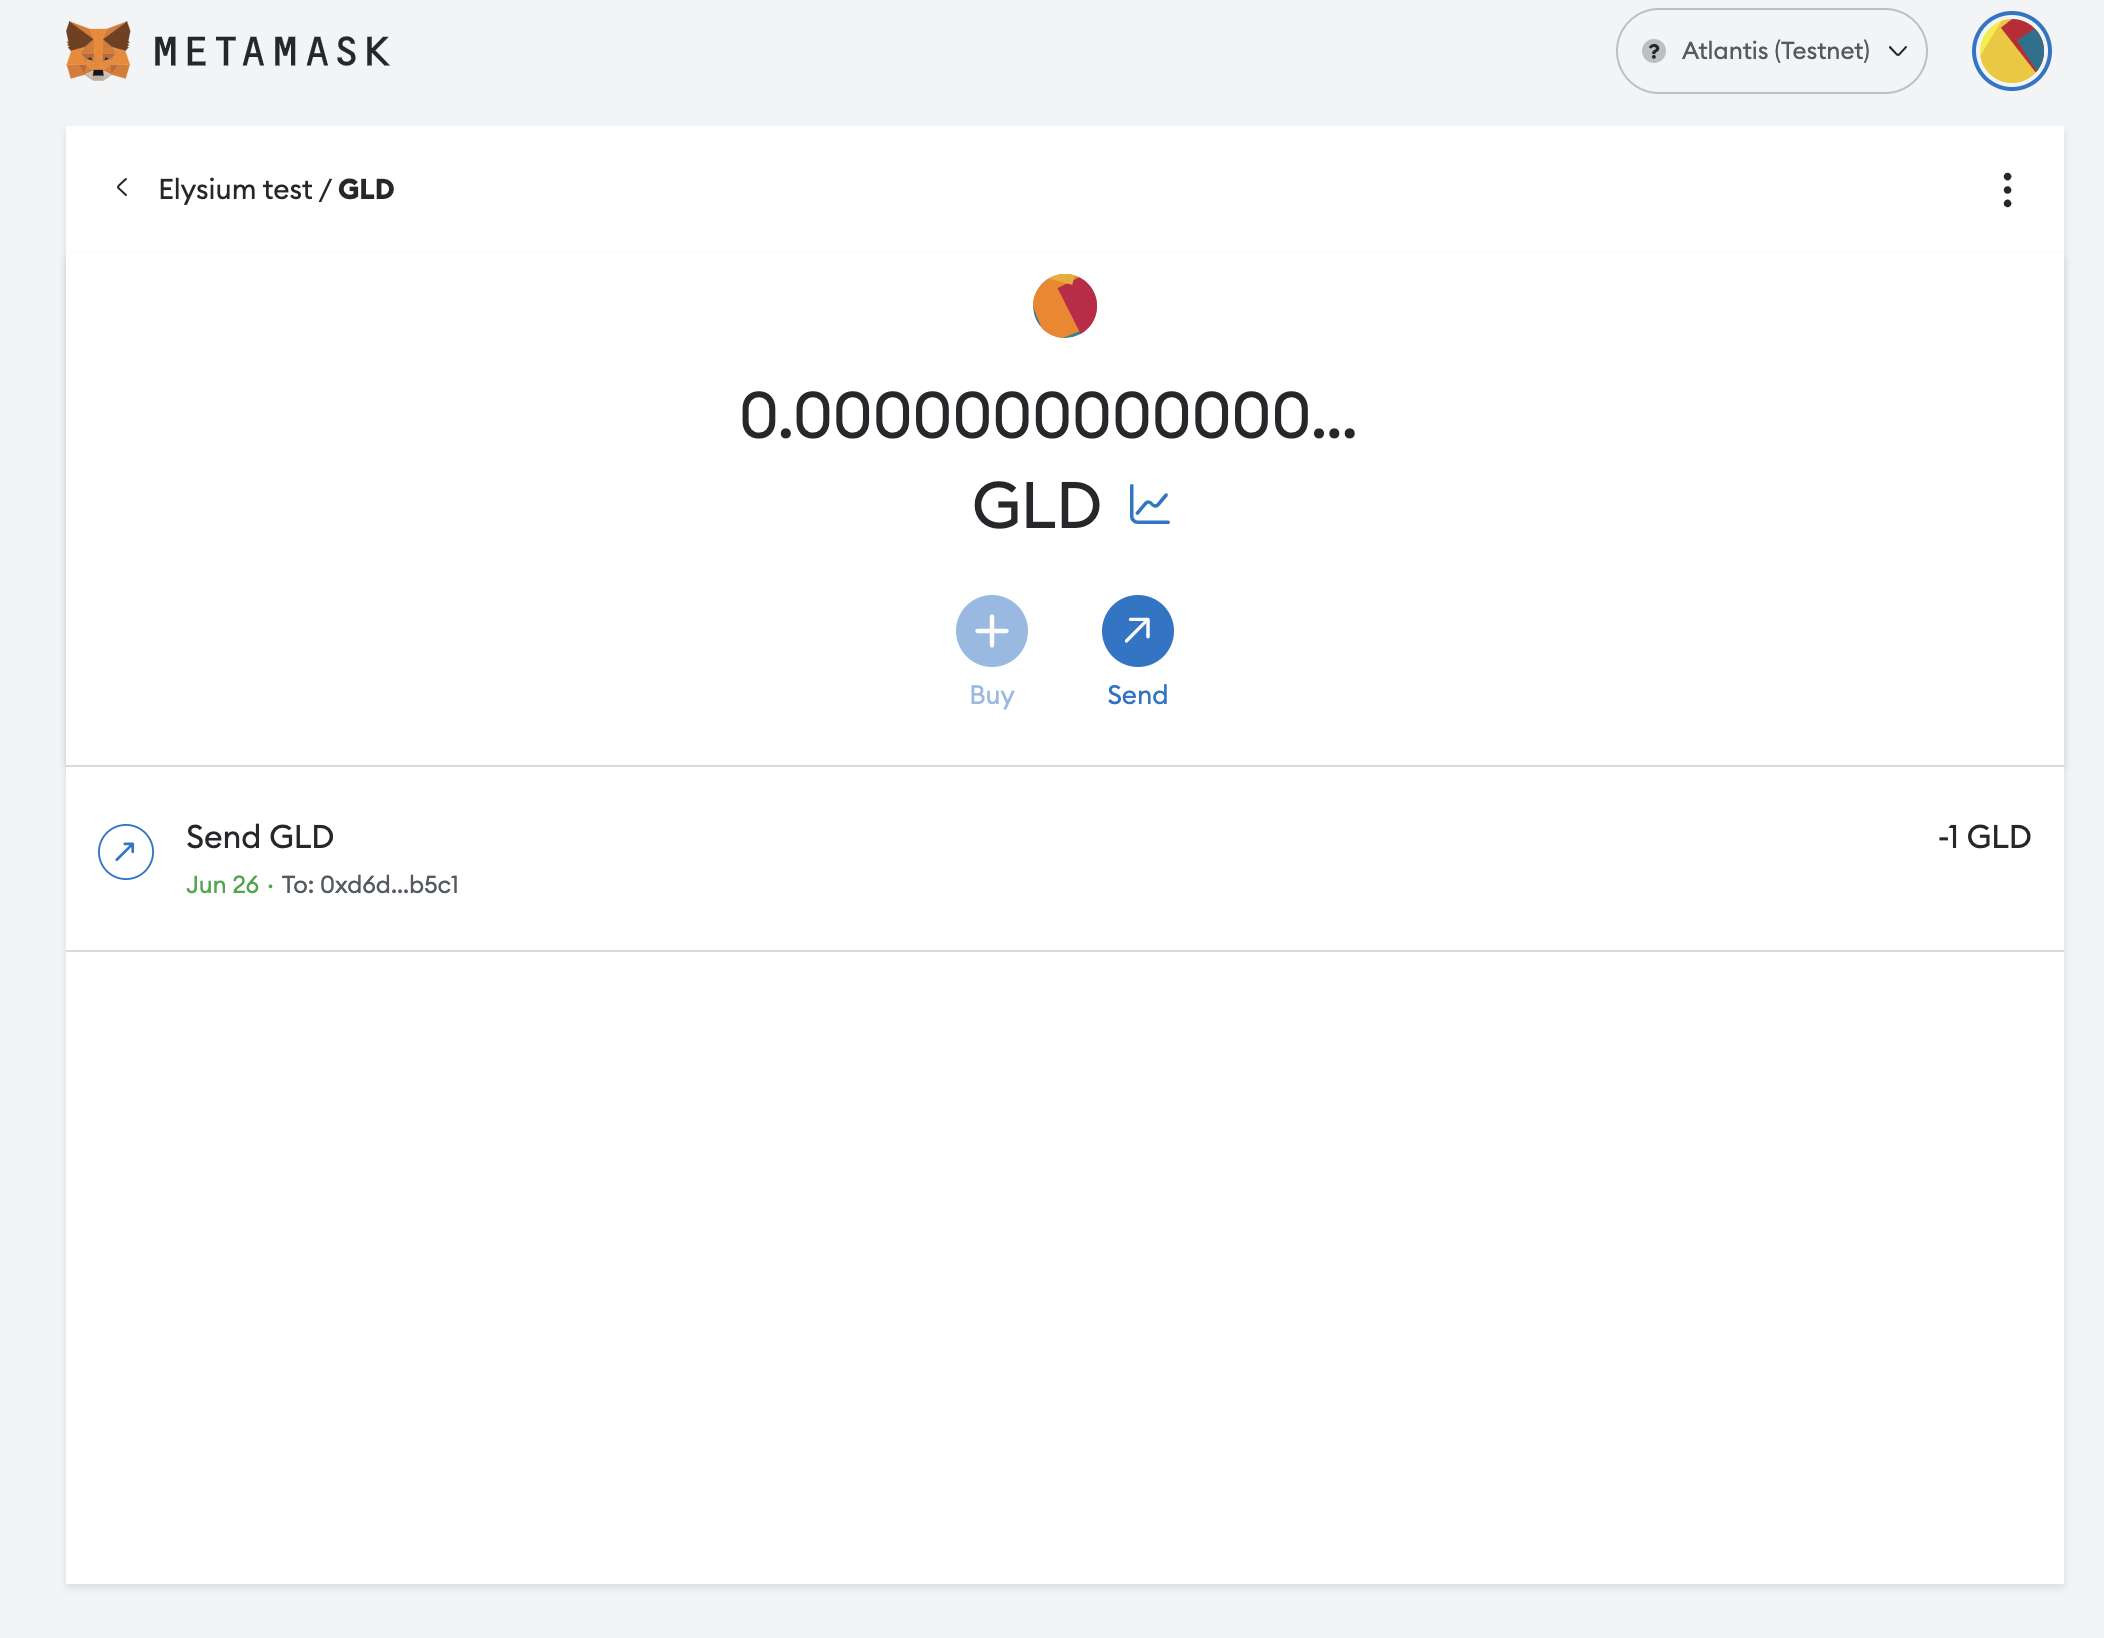 METAMASK
? Atlantis (Testnet)
Elysium test / GLD
0.0000000000000...
GLD
Buy
Send
Send GLD
-1 GLD
Jun 26 · To: 0xd6d...b5c1